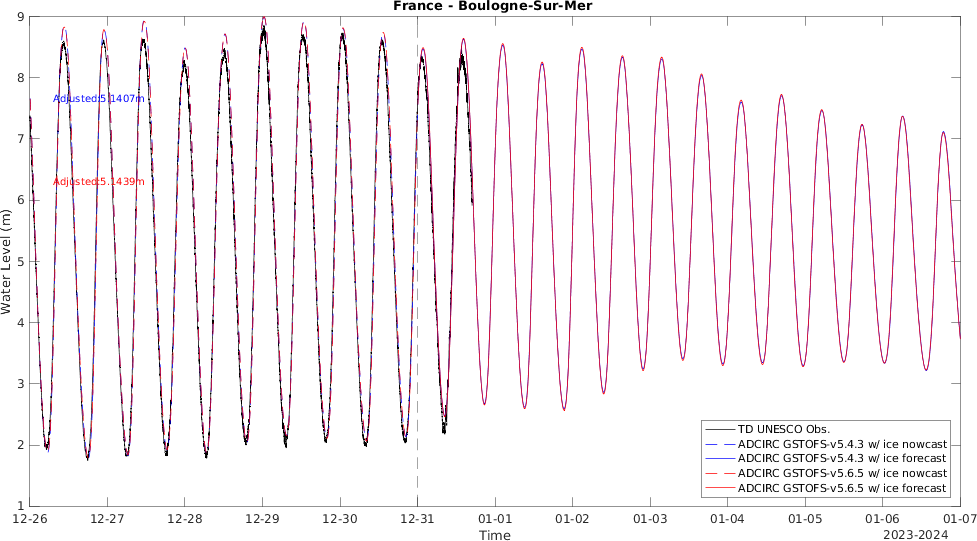 France - Boulogne-Sur-Mer
9
8
7
6
5
4
3
2
1
Water Level (m)
Adjusted:5.1407m
Adjusted:5.1439m
TD UNESCO Obs.
ADCIRC GSTOFS-v5.4.3 w/ ice nowcast
ADCIRC GSTOFS-v5.4.3 w/ ice forecast
ADCIRC GSTOFS-v5.6.5 w/ ice nowcast
ADCIRC GSTOFS-v5.6.5 w/ ice forecast
12-26 12-27 12-28 12-29 12-30 12-31 01-01 01-02 01-03 01-04 01-05 01-06 01-07
Time
2023-2024